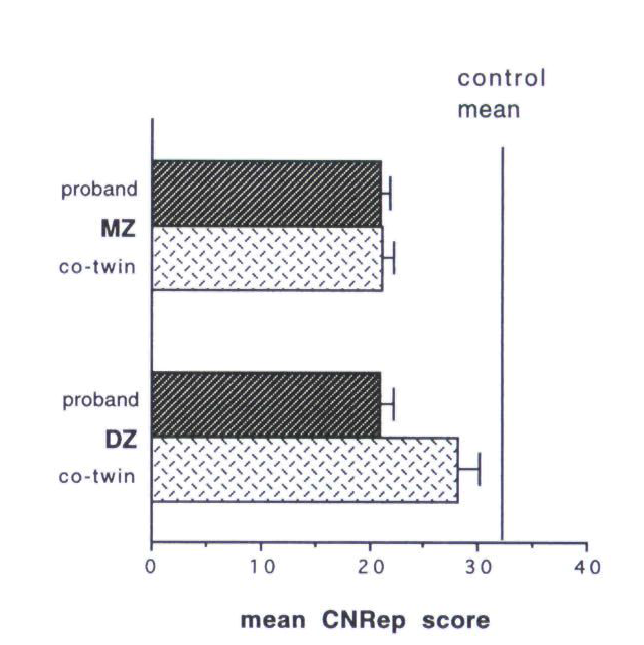 control
mean
proband
MZ
co-twin
proband
DZ
co-twin
0 10 20 30 40
mean CNRep score